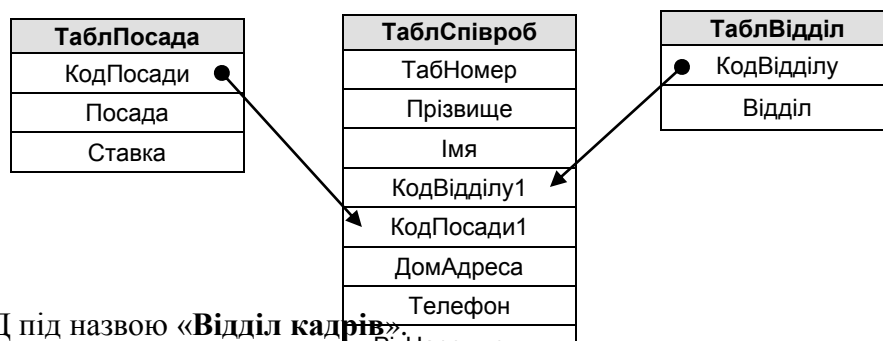 ТаблПосада
КодПосади
Посада
Ставка
ТаблСпівроб
ТабНомер
Прізвище
Імя
КодВідділу1
КодПосади1
ДомАдреса
Телефон
ТаблВідділ
КодВідділу
Відділ
під назвою «Відділ кадрів».